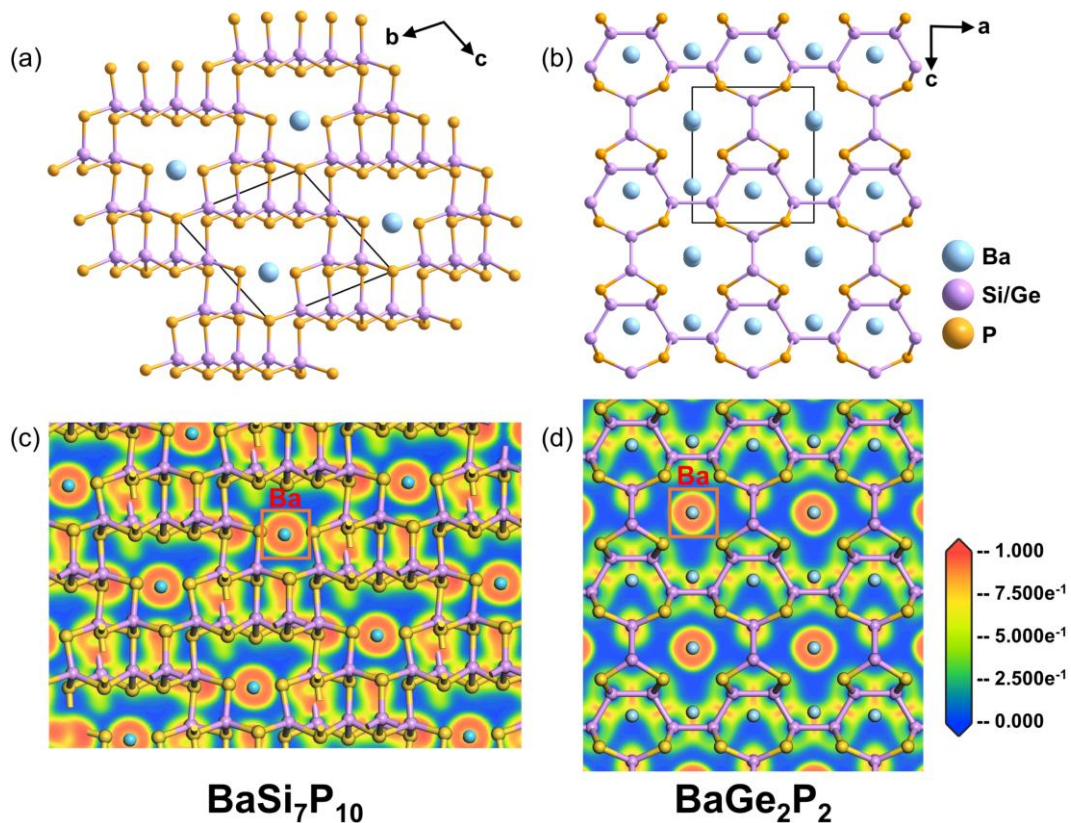 (a)
b
c
(b)
a
c
Ba
Si/Ge
P
(c)
Ba
(d)
Ba
-- 1.000
-- 7.500e⁻¹
-- 5.000e⁻¹
-- 2.500e⁻¹
-- 0.000
BaSi₇P₁₀
BaGe₂P₂